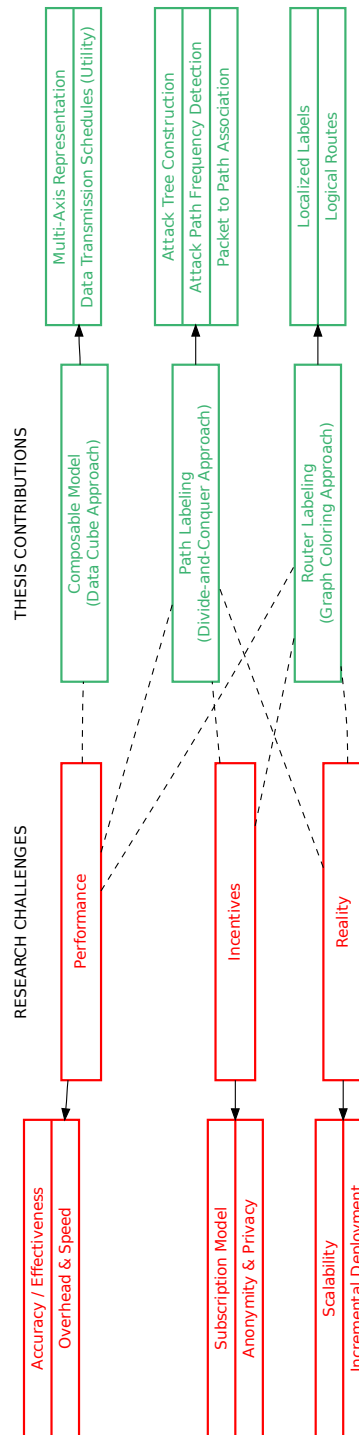 RESEARCH CHALLENGES
THESIS CONTRIBUTIONS
Accuracy / Effectiveness
Overhead & Speed
Performance
Composable Model
(Data Cube Approach)
Multi-Axis Representation
Data Transmission Schedules (Utility)
Subscription Model
Anonymity & Privacy
Incentives
Path Labeling
(Divide-and-Conquer Approach)
Attack Tree Construction
Attack Path Frequency Detection
Packet to Path Association
Scalability
Incremental Deployment
Reality
Router Labeling
(Graph Coloring Approach)
Localized Labels
Logical Routes